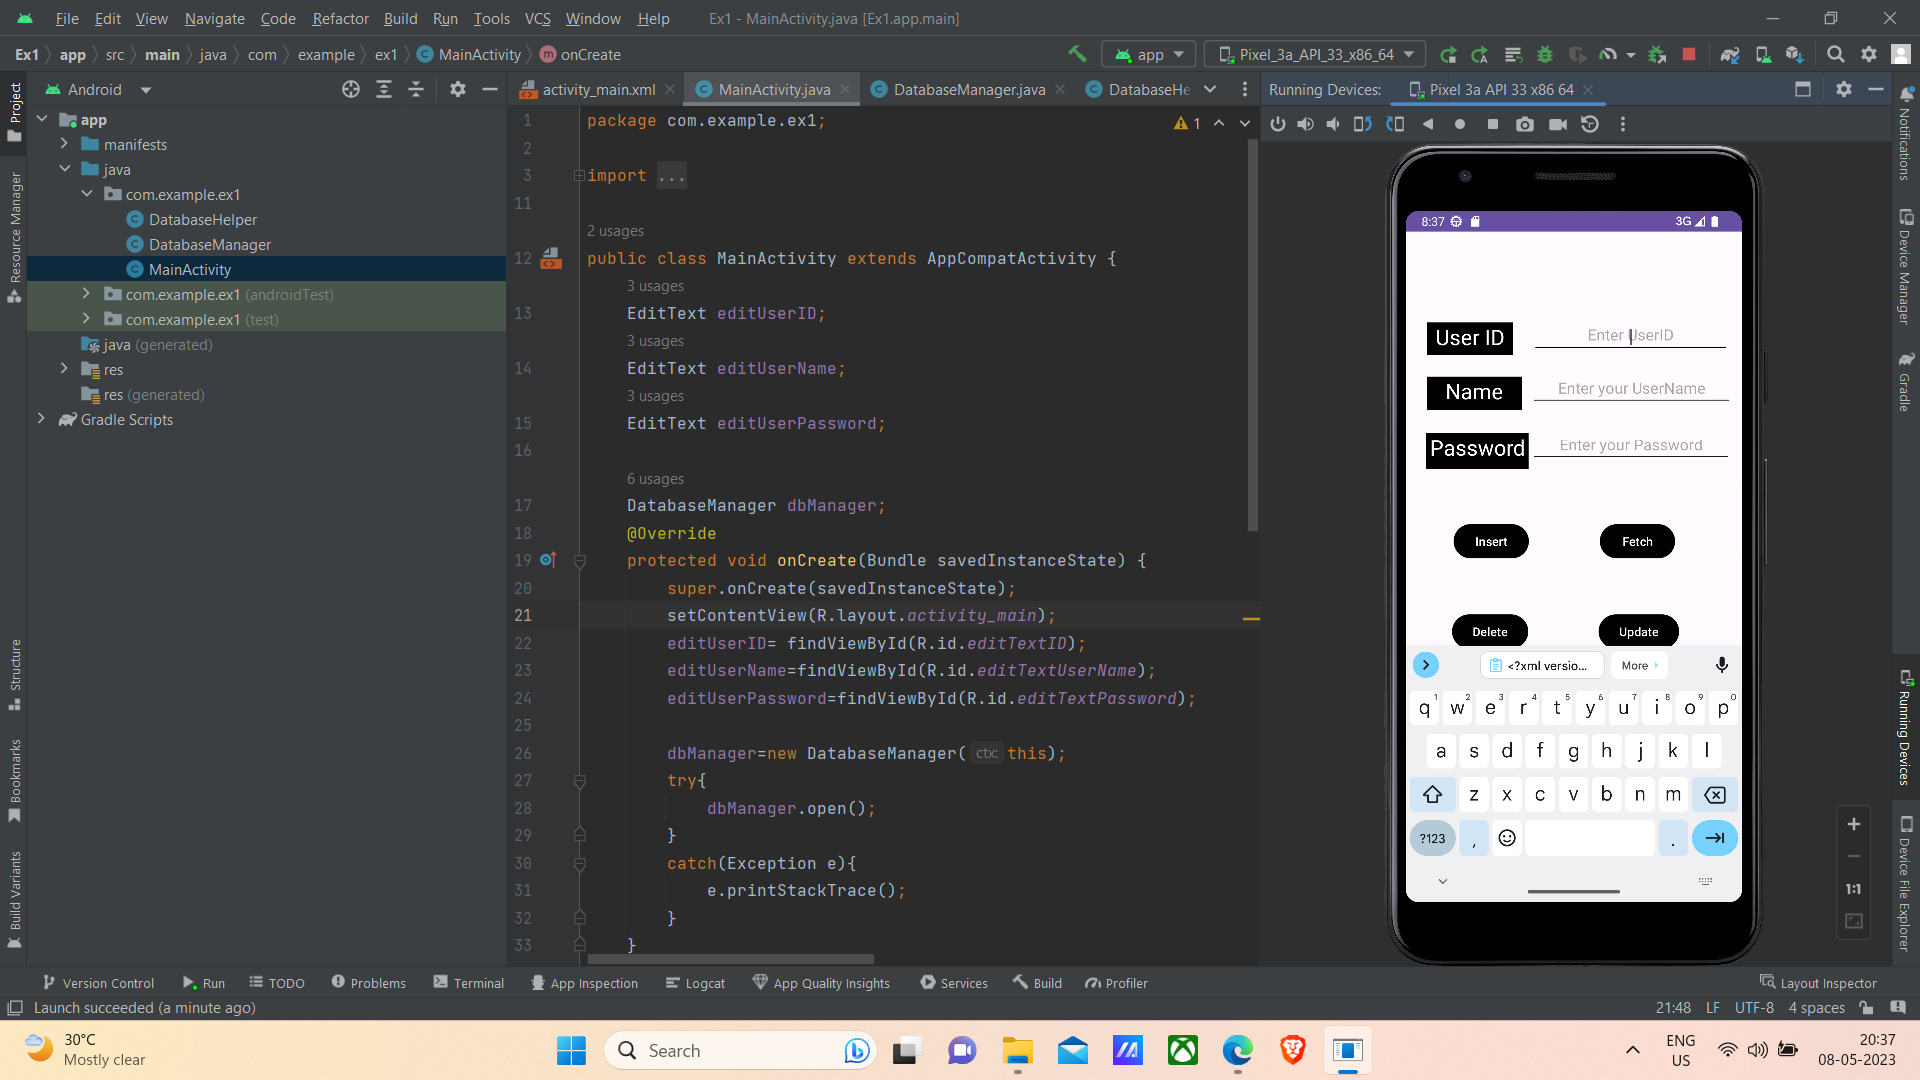 File Edit View Navigate Code Refactor Build Run Tools VCS Window Help Ex1 - MainActivity.java [Ex1.app.main]
Ex1 app src main java com example ex1 MainActivity onCreate app Pixel_3a_API_33_x86_64
Project
Resource Manager
Structure
Bookmarks
Build Variants
Android
app
manifests
java
com.example.ex1
DatabaseHelper
DatabaseManager
MainActivity
com.example.ex1 (androidTest)
com.example.ex1 (test)
java (generated)
res
res (generated)
Gradle Scripts
activity_main.xml MainActivity.java DatabaseManager.java DatabaseHe
1 package com.example.ex1; 1
2
3 import ...
11
2 usages
12 public class MainActivity extends AppCompatActivity {
3 usages
13 EditText editUserID;
3 usages
14 EditText editUserName;
3 usages
15 EditText editUserPassword;
16
6 usages
17 DatabaseManager dbManager;
18 @Override
19 protected void onCreate(Bundle savedInstanceState) {
20 super.onCreate(savedInstanceState);
21 setContentView(R.layout.activity_main);
22 editUserID= findViewById(R.id.editTextID);
23 editUserName=findViewById(R.id.editTextUserName);
24 editUserPassword=findViewById(R.id.editTextPassword);
25
26 dbManager=new DatabaseManager( ctx: this);
27 try{
28 dbManager.open();
29 }
30 catch(Exception e){
31 e.printStackTrace();
32 }
33 }
Running Devices: Pixel 3a API 33 x86 64
8:37 3G
User ID Enter UserID
Name Enter your UserName
Password Enter your Password
Insert Fetch
Delete Update
<?xml versio... More
q1 w2 e3 r4 t5 y6 u7 i8 o9 p0
a s d f g h j k l
z x c v b n m
?123 , .
1:1
Notifications
Device Manager
Gradle
Running Devices
Device File Explorer
Version Control Run TODO Problems Terminal App Inspection Logcat App Quality Insights Services Build Profiler Layout Inspector
Launch succeeded (a minute ago) 21:48 LF UTF-8 4 spaces
30°C
Mostly clear
Search
ENG
US
20:37
08-05-2023